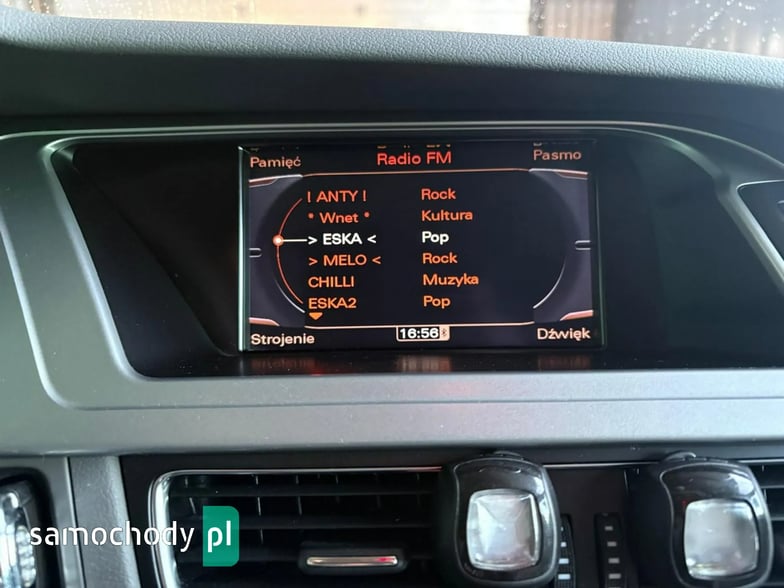 Pamięć Radio FM Pasmo
! ANTY ! Rock
* Wnet * Kultura
> ESKA < Pop
> MELO < Rock
CHILLI Muzyka
ESKA2 Pop
Strojenie 16:56 Dźwięk
samochody pl